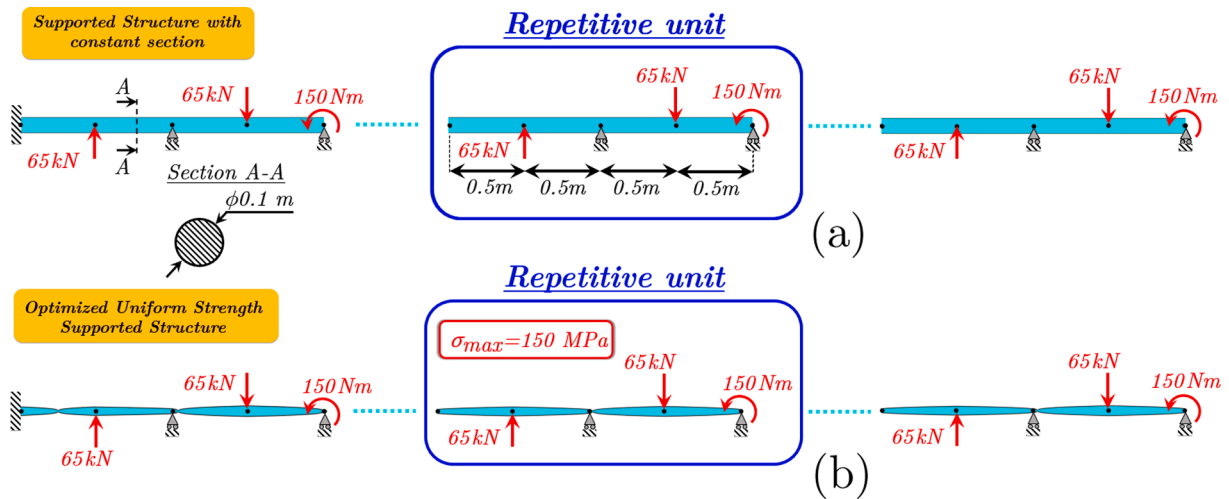 Supported Structure with
constant section
Repetitive unit
A
65kN
150Nm
65kN
150Nm
65kN
150Nm
65kN
A
65kN
65kN
Section A-A
ϕ0.1 m
0.5m
0.5m
0.5m
0.5m
(a)
Repetitive unit
Optimized Uniform Strength
Supported Structure
σmax=150 MPa
65kN
150Nm
65kN
150Nm
65kN
150Nm
65kN
65kN
65kN
(b)